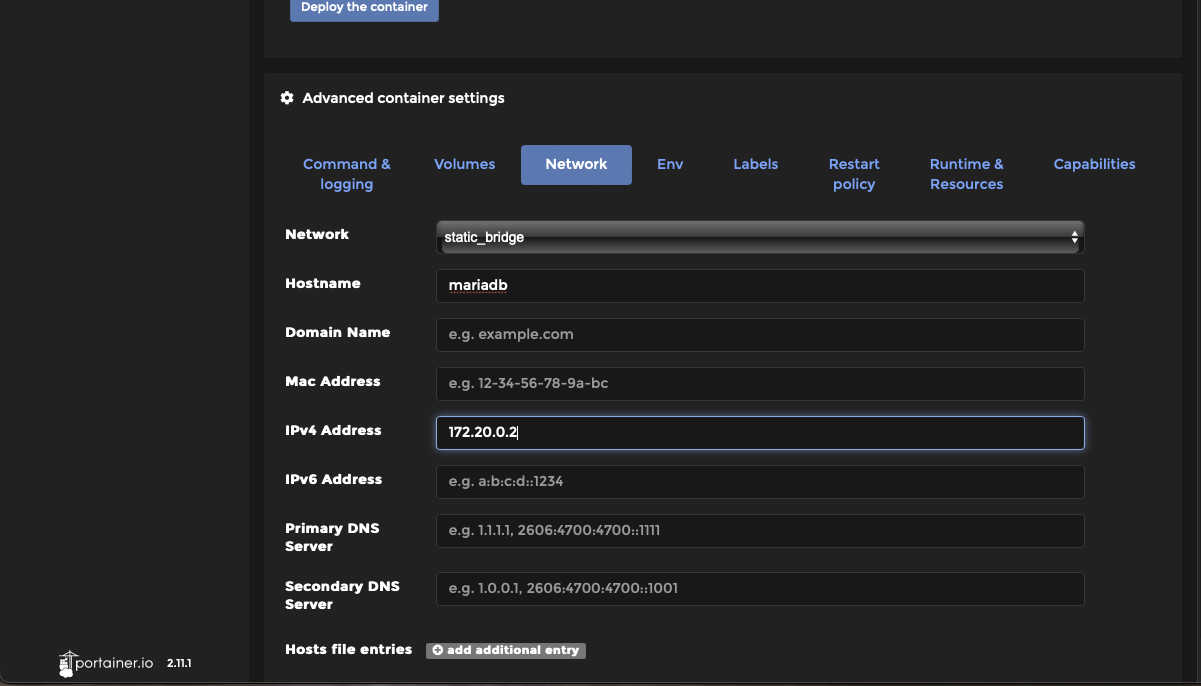 Deploy the container
Advanced container settings
Command & logging
Volumes
Network
Env
Labels
Restart policy
Runtime & Resources
Capabilities
Network
static_bridge
Hostname
mariadb
Domain Name
e.g. example.com
Mac Address
e.g. 12-34-56-78-9a-bc
IPv4 Address
172.20.0.2
IPv6 Address
e.g. a:b:c:d::1234
Primary DNS Server
e.g. 1.1.1.1, 2606:4700:4700::1111
Secondary DNS Server
e.g. 1.0.0.1, 2606:4700:4700::1001
Hosts file entries
add additional entry
portainer.io 2.11.1